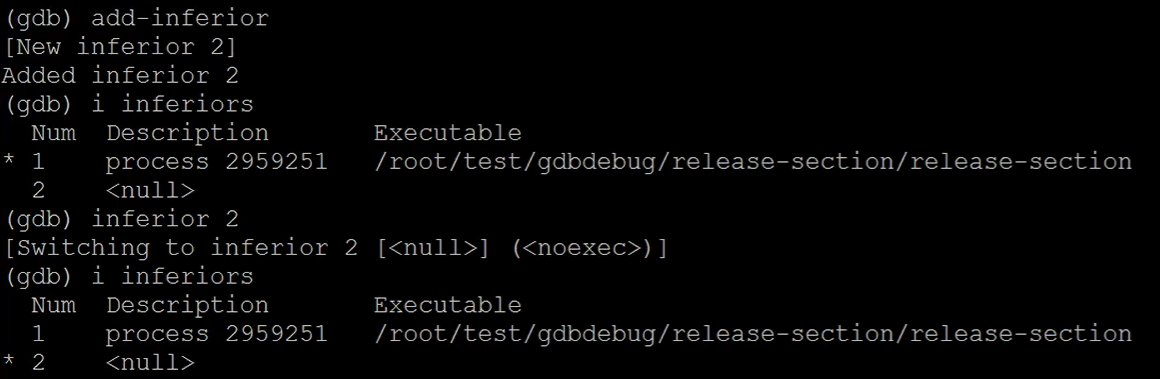 (gdb) add-inferior
[New inferior 2]
Added inferior 2
(gdb) i inferiors
  Num  Description       Executable
* 1    process 2959251   /root/test/gdbdebug/release-section/release-section
  2    <null>
(gdb) inferior 2
[Switching to inferior 2 [<null>] (<noexec>)]
(gdb) i inferiors
  Num  Description       Executable
  1    process 2959251   /root/test/gdbdebug/release-section/release-section
* 2    <null>